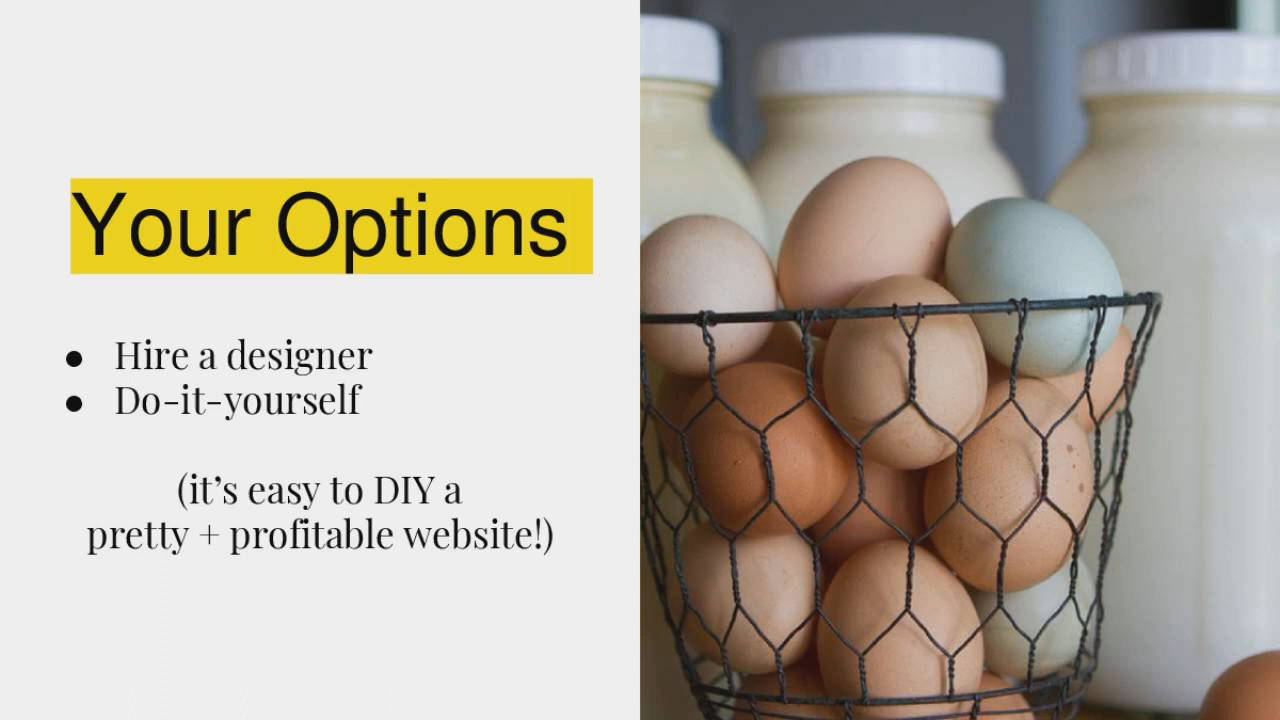 Your Options
● Hire a designer
● Do-it-yourself
(it’s easy to DIY a
pretty + profitable website!)